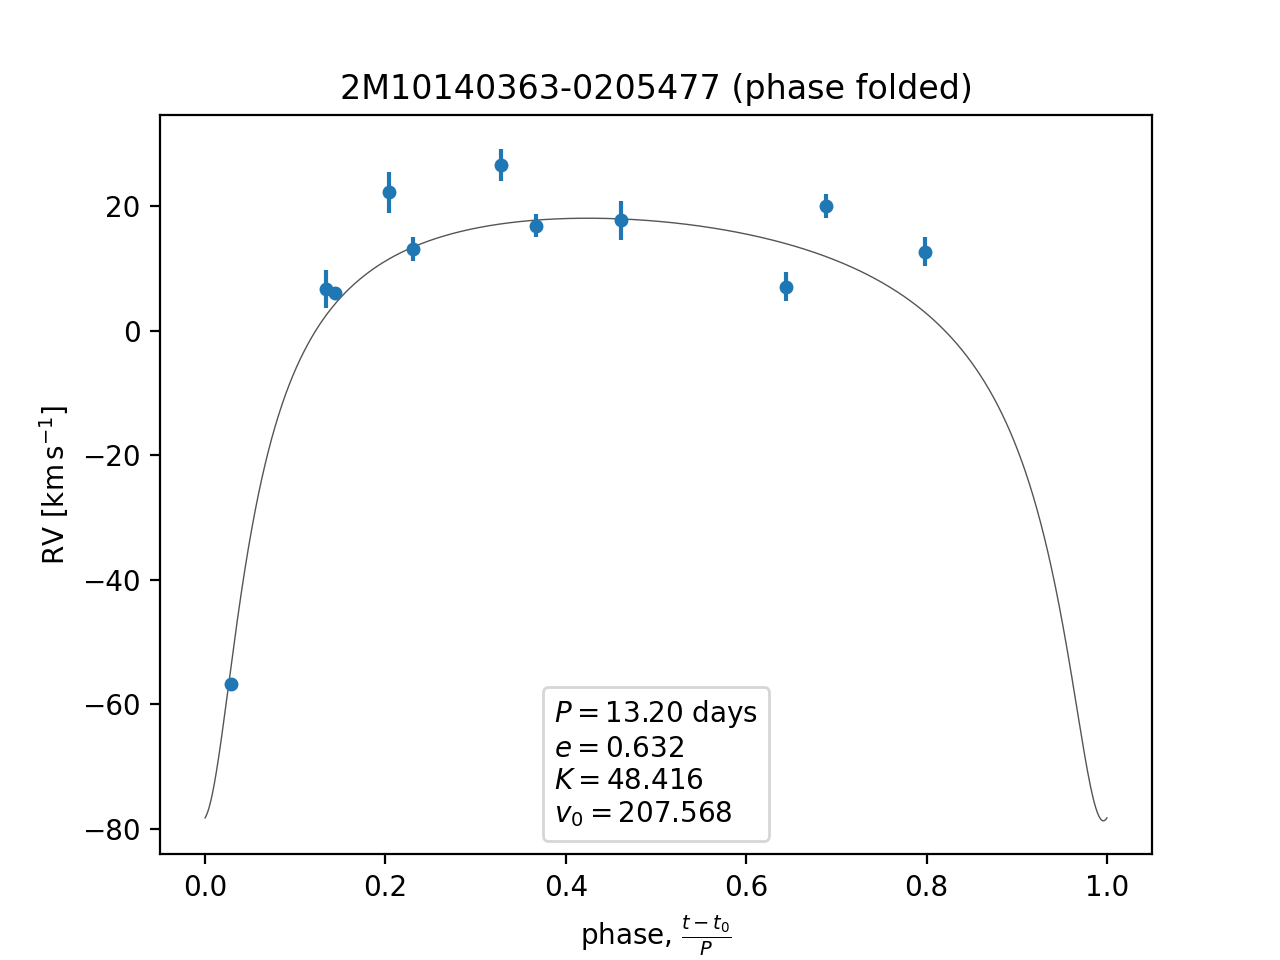 2M10140363-0205477 (phase folded)
RV [km s⁻¹]
20
0
−20
−40
−60
−80
P = 13.20 days
e = 0.632
K = 48.416
v₀ = 207.568
0.0 0.2 0.4 0.6 0.8 1.0
phase, (t − t₀)/P